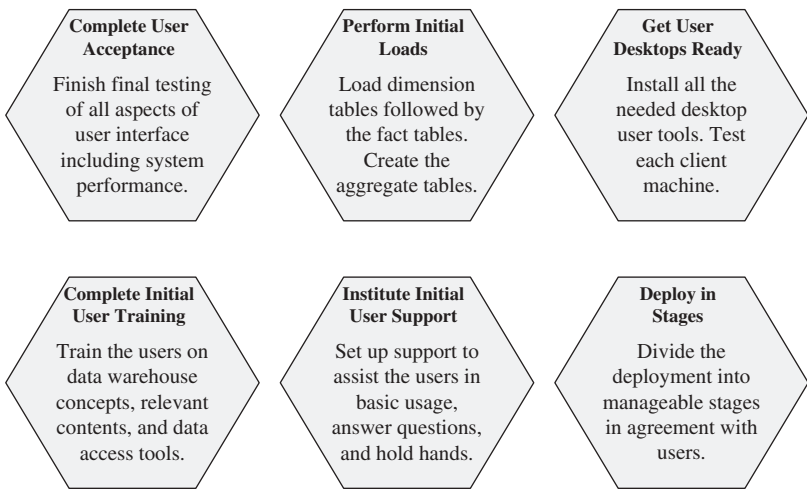 Complete User
Acceptance
Finish final testing
of all aspects of
user interface
including system
performance.
Perform Initial
Loads
Load dimension
tables followed by
the fact tables.
Create the
aggregate tables.
Get User
Desktops Ready
Install all the
needed desktop
user tools. Test
each client
machine.
Complete Initial
User Training
Train the users on
data warehouse
concepts, relevant
contents, and data
access tools.
Institute Initial
User Support
Set up support to
assist the users in
basic usage,
answer questions,
and hold hands.
Deploy in
Stages
Divide the
deployment into
manageable stages
in agreement with
users.